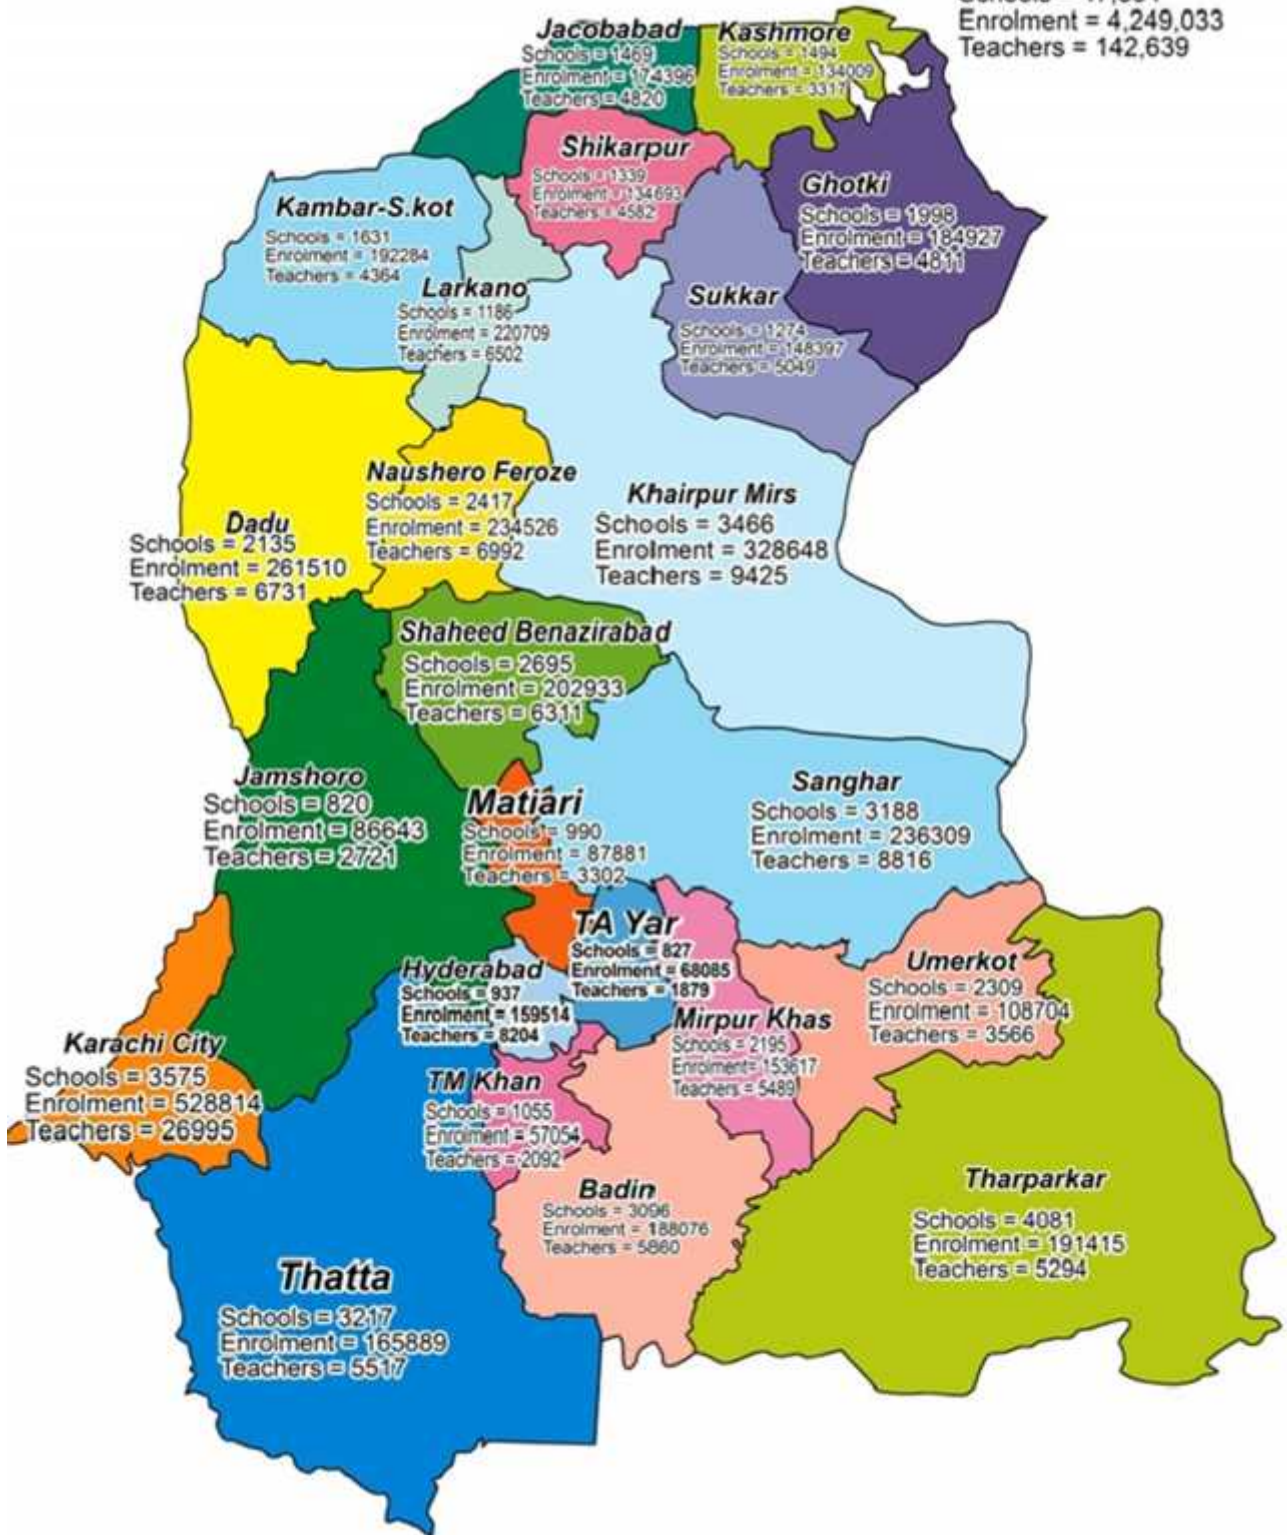 Enrolment = 4,249,033
Teachers = 142,639
Jacobabad
Schools = 1469
Enrolment = 174396
Teachers = 4820
Kashmore
Schools = 1494
Enrolment = 134009
Teachers = 3317
Shikarpur
Schools = 1339
Enrolment = 134693
Teachers = 4582
Ghotki
Schools = 1998
Enrolment = 184927
Teachers = 4811
Kambar-S.kot
Schools = 1631
Enrolment = 192284
Teachers = 4364
Larkano
Schools = 1186
Enrolment = 220709
Teachers = 6502
Sukkar
Schools = 1274
Enrolment = 148397
Teachers = 5049
Naushero Feroze
Schools = 2417
Enrolment = 234526
Teachers = 6992
Khairpur Mirs
Schools = 3466
Enrolment = 328648
Teachers = 9425
Dadu
Schools = 2135
Enrolment = 261510
Teachers = 6731
Shaheed Benazirabad
Schools = 2695
Enrolment = 202933
Teachers = 6311
Jamshoro
Schools = 820
Enrolment = 86643
Teachers = 2721
Matiari
Schools = 990
Enrolment = 87881
Teachers = 3302
Sanghar
Schools = 3188
Enrolment = 236309
Teachers = 8816
TA Yar
Schools = 827
Enrolment = 68085
Teachers = 1879
Hyderabad
Schools = 937
Enrolment = 159514
Teachers = 8204
Umerkot
Schools = 2309
Enrolment = 108704
Teachers = 3566
Mirpur Khas
Schools = 2195
Enrolment = 153617
Teachers = 5489
Karachi City
Schools = 3575
Enrolment = 528814
Teachers = 26995
TM Khan
Schools = 1055
Enrolment = 57054
Teachers = 2092
Badin
Schools = 3096
Enrolment = 188076
Teachers = 5860
Tharparkar
Schools = 4081
Enrolment = 191415
Teachers = 5294
Thatta
Schools = 3217
Enrolment = 165889
Teachers = 5517